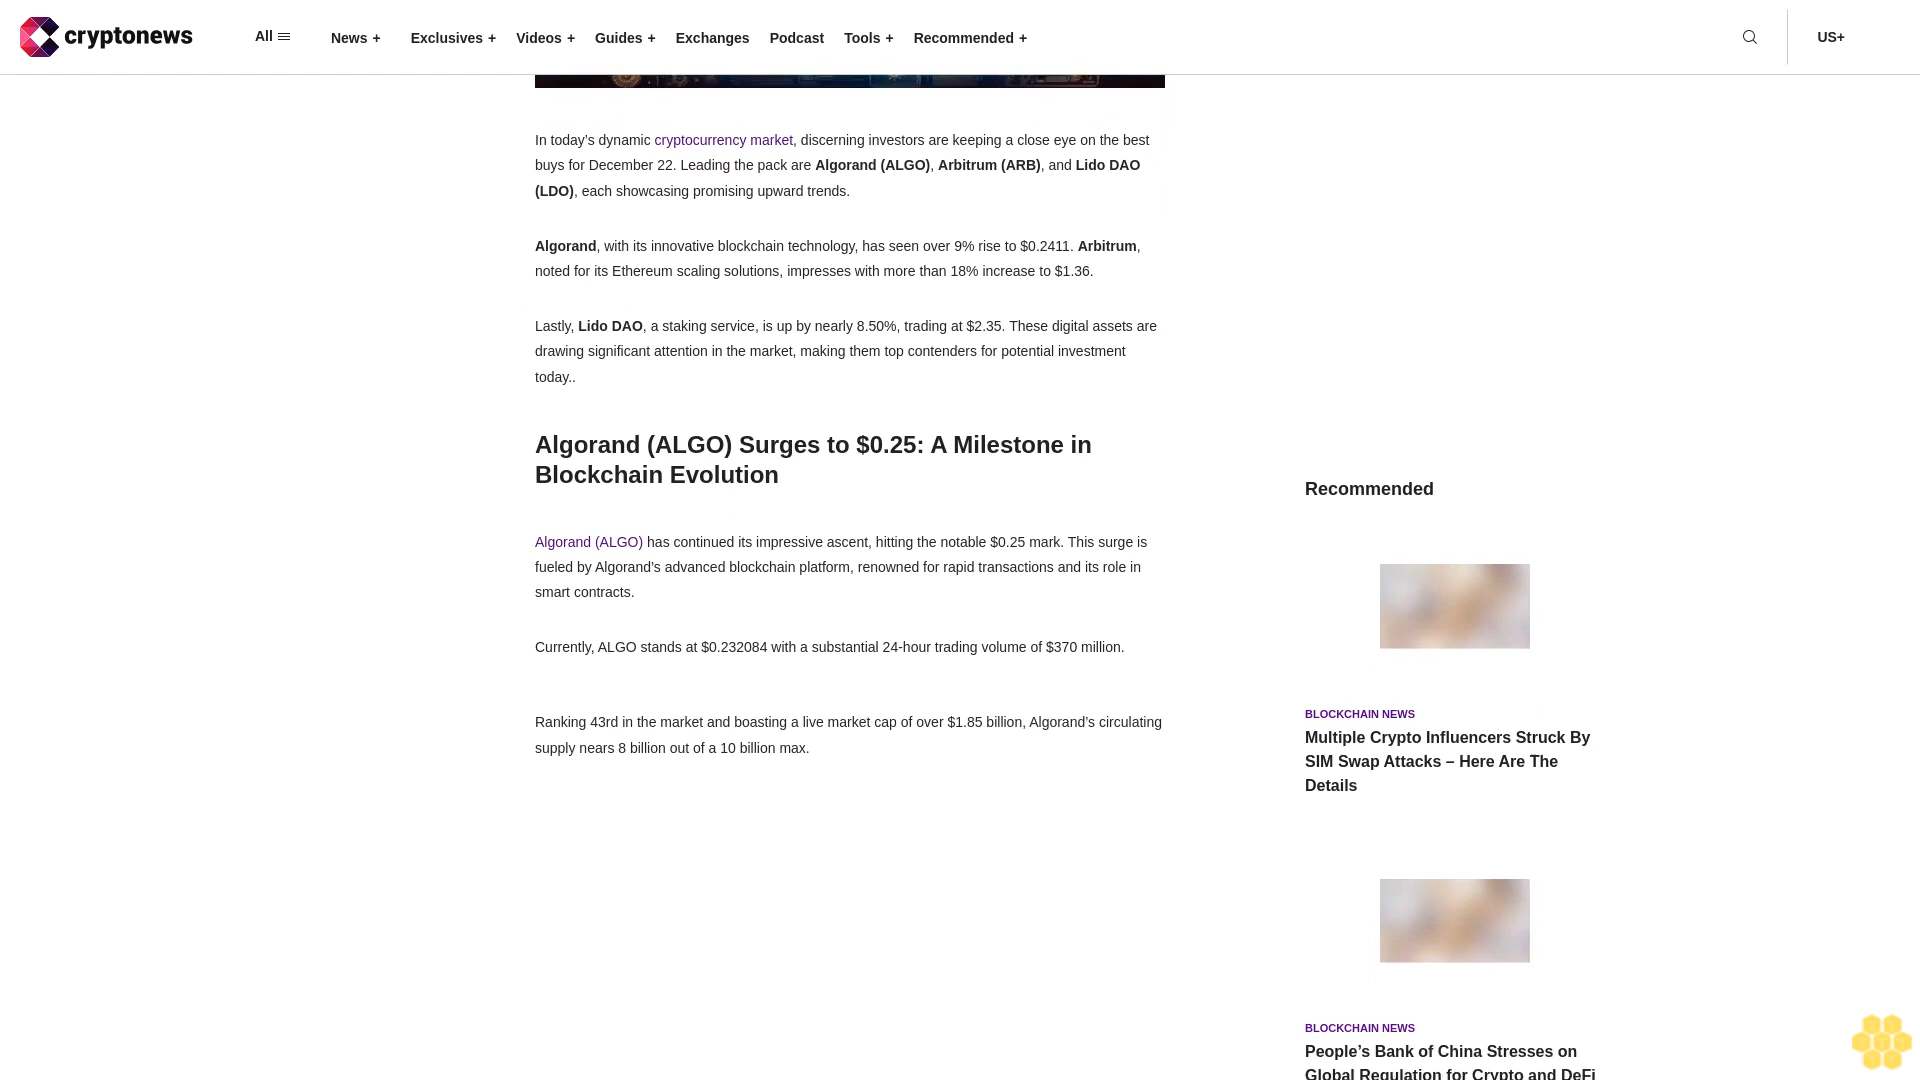 cryptonews
All
News +
Exclusives +
Videos +
Guides +
Exchanges
Podcast
Tools +
Recommended +
US+
In today’s dynamic cryptocurrency market, discerning investors are keeping a close eye on the best
buys for December 22. Leading the pack are Algorand (ALGO), Arbitrum (ARB), and Lido DAO
(LDO), each showcasing promising upward trends.
Algorand, with its innovative blockchain technology, has seen over 9% rise to $0.2411. Arbitrum,
noted for its Ethereum scaling solutions, impresses with more than 18% increase to $1.36.
Lastly, Lido DAO, a staking service, is up by nearly 8.50%, trading at $2.35. These digital assets are
drawing significant attention in the market, making them top contenders for potential investment
today..
Algorand (ALGO) Surges to $0.25: A Milestone in
Blockchain Evolution
Algorand (ALGO) has continued its impressive ascent, hitting the notable $0.25 mark. This surge is
fueled by Algorand’s advanced blockchain platform, renowned for rapid transactions and its role in
smart contracts.
Currently, ALGO stands at $0.232084 with a substantial 24-hour trading volume of $370 million.
Ranking 43rd in the market and boasting a live market cap of over $1.85 billion, Algorand’s circulating
supply nears 8 billion out of a 10 billion max.
Recommended
BLOCKCHAIN NEWS
Multiple Crypto Influencers Struck By
SIM Swap Attacks – Here Are The
Details
BLOCKCHAIN NEWS
People’s Bank of China Stresses on
Global Regulation for Crypto and DeFi